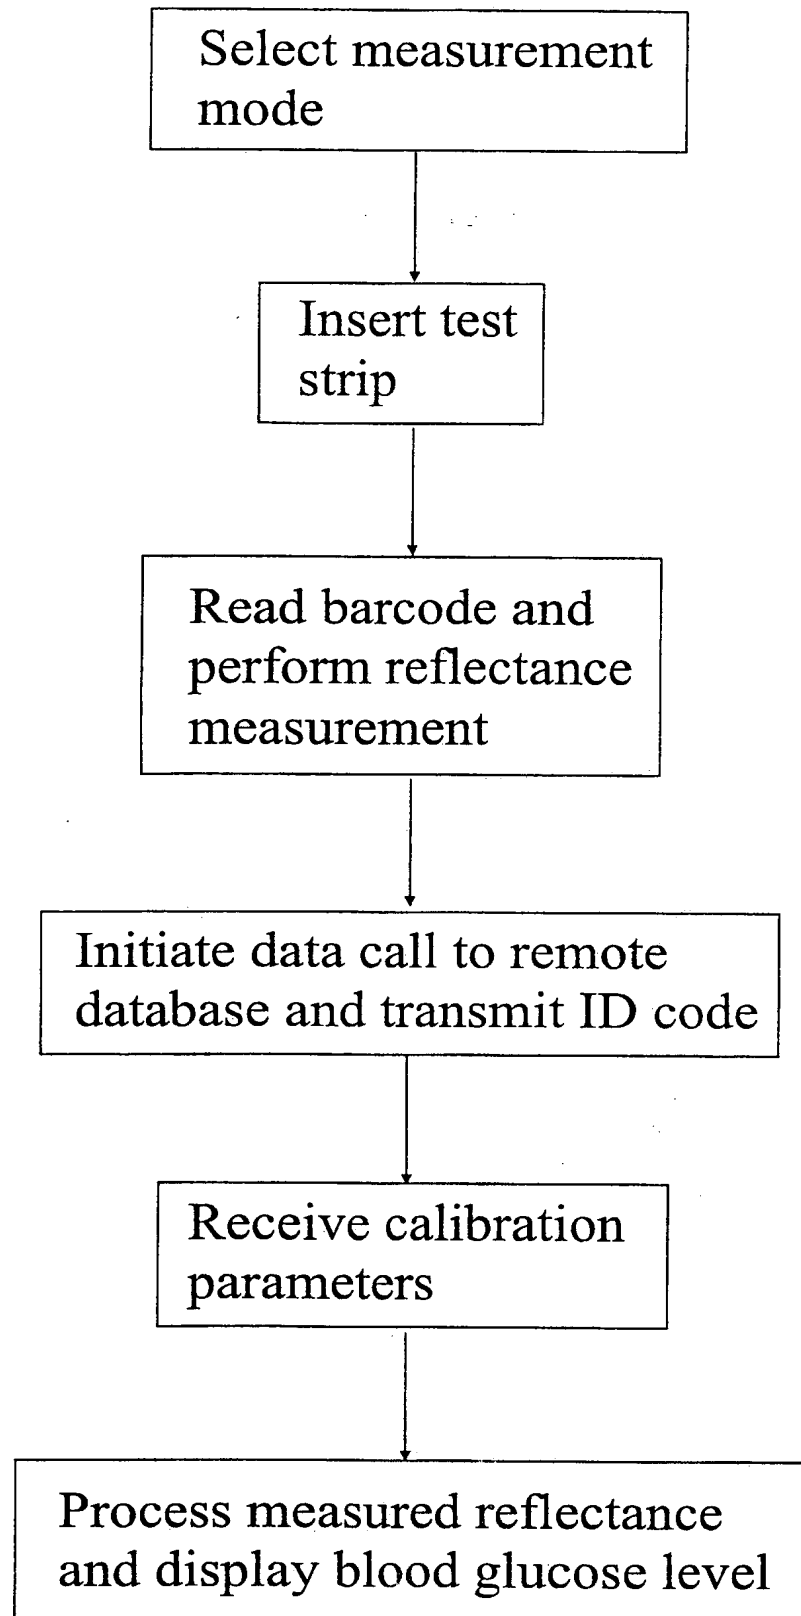 Select measurement
mode
Insert test
strip
Read barcode and
perform reflectance
measurement
Initiate data call to remote
database and transmit ID code
Receive calibration
parameters
Process measured reflectance
and display blood glucose level